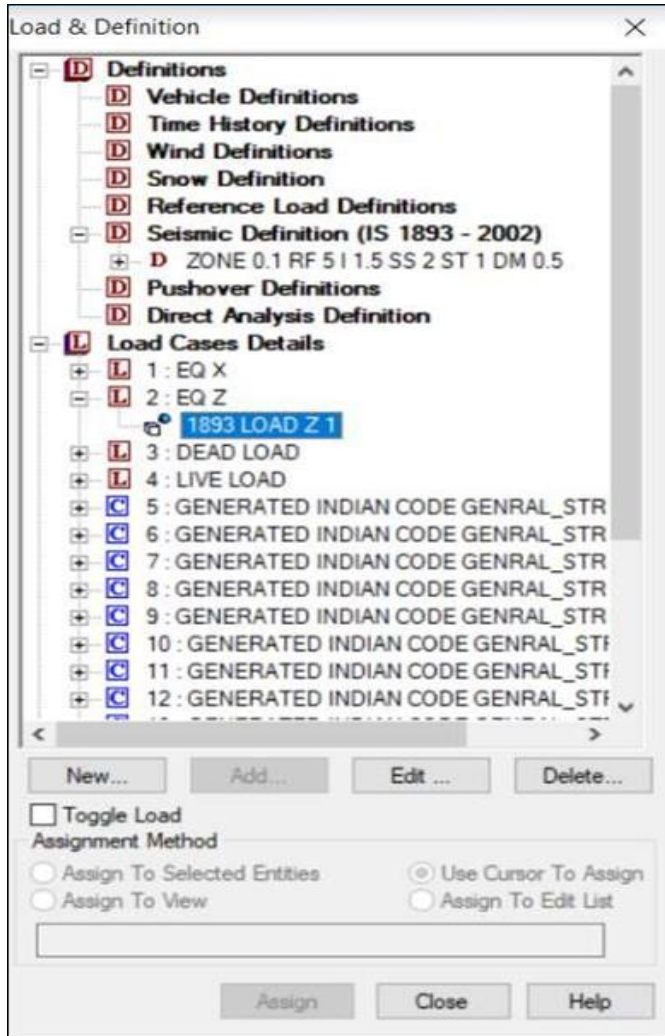 Load & Definition
Definitions
D Vehicle Definitions
D Time History Definitions
D Wind Definitions
D Snow Definition
D Reference Load Definitions
D Seismic Definition (IS 1893 - 2002)
D ZONE 0.1 RF 5 I 1.5 SS 2 ST 1 DM 0.5
D Pushover Definitions
D Direct Analysis Definition
L Load Cases Details
L 1 : EQ X
L 2 : EQ Z
1893 LOAD Z 1
L 3 : DEAD LOAD
L 4 : LIVE LOAD
C 5 : GENERATED INDIAN CODE GENRAL_STR
C 6 : GENERATED INDIAN CODE GENRAL_STR
C 7 : GENERATED INDIAN CODE GENRAL_STR
C 8 : GENERATED INDIAN CODE GENRAL_STR
C 9 : GENERATED INDIAN CODE GENRAL_STR
C 10 : GENERATED INDIAN CODE GENRAL_STR
C 11 : GENERATED INDIAN CODE GENRAL_STR
C 12 : GENERATED INDIAN CODE GENRAL_STR
New... Add... Edit ... Delete...
Toggle Load
Assignment Method
Assign To Selected Entities Use Cursor To Assign
Assign To View Assign To Edit List
Assign Close Help